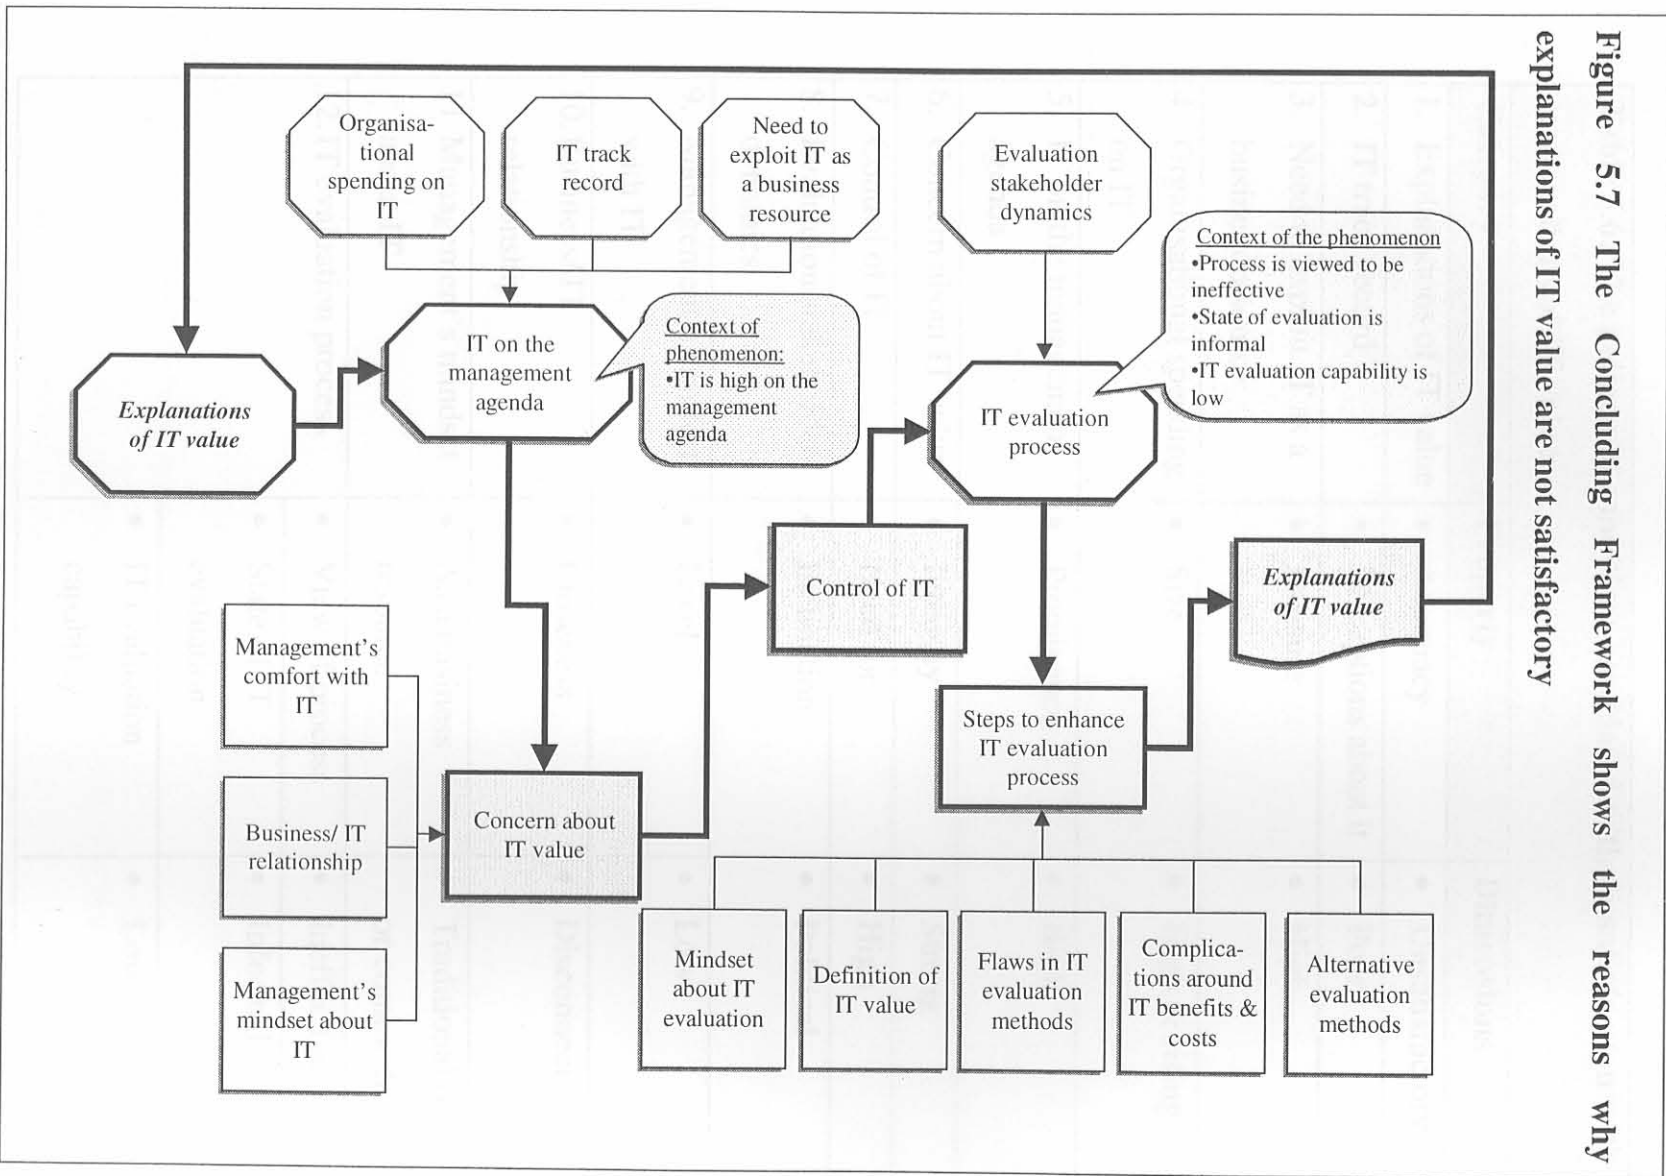 Figure 5.7 The Concluding Framework shows the reasons why
explanations of IT value are not satisfactory
Organisa-
tional
spending on
IT
IT track
record
Need to
exploit IT as
a business
resource
Evaluation
stakeholder
dynamics
Context of the phenomenon
•Process is viewed to be
ineffective
•State of evaluation is
informal
•IT evaluation capability is
low
Explanations
of IT value
IT on the
management
agenda
Context of
phenomenon:
•IT is high on the
management
agenda
IT evaluation
process
Control of IT
Explanations
of IT value
Management's
comfort with
IT
Business/ IT
relationship
Management's
mindset about
IT
Concern about
IT value
Steps to enhance
IT evaluation
process
Mindset
about IT
evaluation
Definition of
IT value
Flaws in IT
evaluation
methods
Complica-
tions around
IT benefits &
costs
Alternative
evaluation
methods